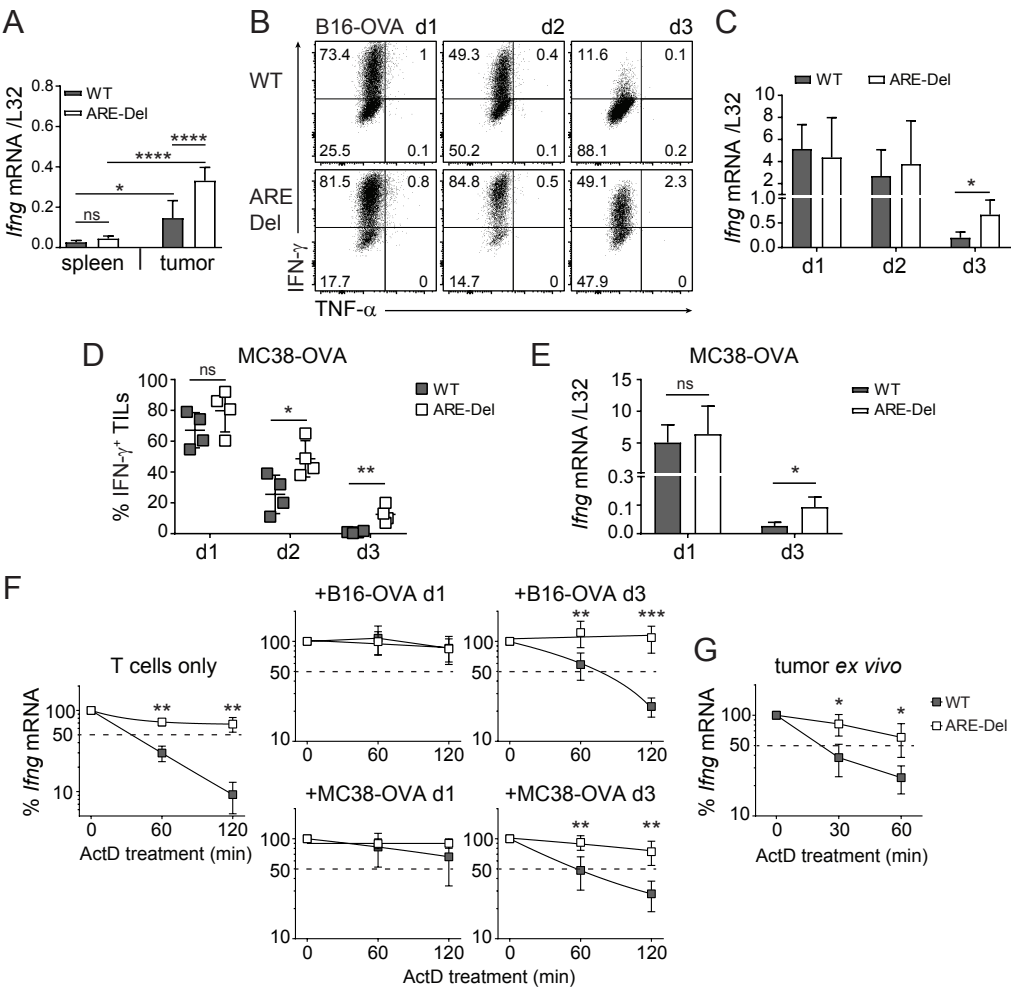 A
Ifng mRNA /L32
0.8
0.6
0.4
0.2
0.0
WT
ARE-Del
ns
*
****
****
spleen | tumor
B
B16-OVA d1 d2 d3
WT
73.4 1
25.5 0.1
49.3 0.4
50.2 0.1
11.6 0.1
88.1 0.2
ARE
Del
81.5 0.8
17.7 0
84.8 0.5
14.7 0
49.1 2.3
47.9 0
IFN-γ
TNF-α
C
WT ARE-Del
Ifng mRNA /L32
10
8
6
4
2
1.0
0.5
0.0
*
d1 d2 d3
D
MC38-OVA
% IFN-γ+ TILs
100
80
60
40
20
0
ns
*
**
d1 d2 d3
WT
ARE-Del
E
MC38-OVA
Ifng mRNA /L32
15
10
5
0.3
0.1
0.0
ns
*
d1 d3
WT
ARE-Del
F
T cells only
% Ifng mRNA
100
50
10
** **
0 60 120
ActD treatment (min)
+B16-OVA d1
100
50
10
0 60 120
+B16-OVA d3
100
50
10
** ***
0 60 120
+MC38-OVA d1
100
50
10
0 60 120
+MC38-OVA d3
100
50
10
** **
0 60 120
ActD treatment (min)
G
tumor ex vivo
% Ifng mRNA
100
50
10
* *
0 30 60
ActD treatment (min)
WT
ARE-Del